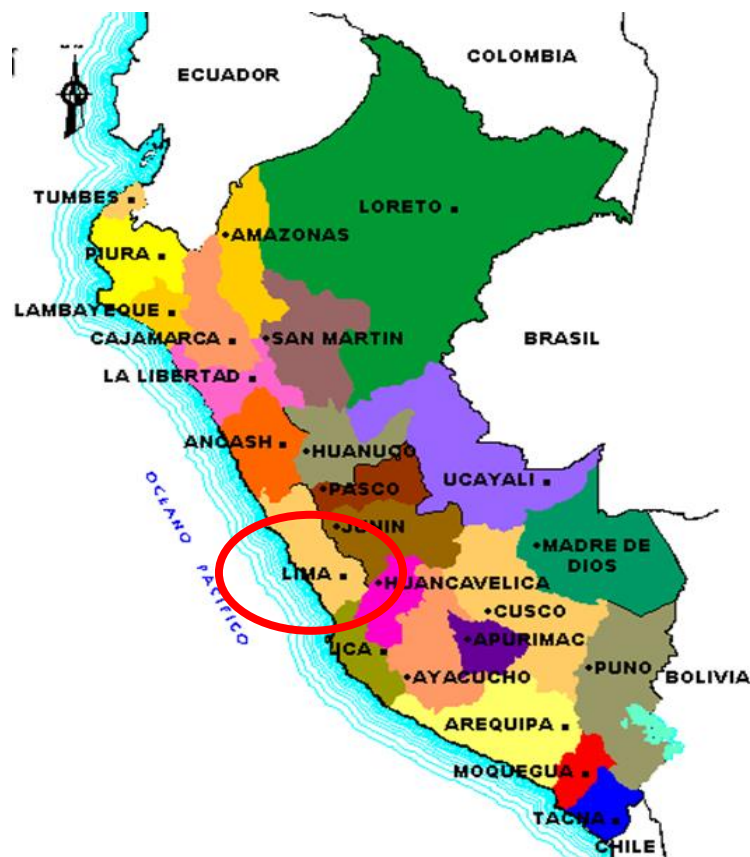 COLOMBIA
ECUADOR
TUMBES
LORETO
AMAZONAS
PIURA
LAMBAYEQUE
CAJAMARCA
SAN MARTIN
BRASIL
LA LIBERTAD
ANCASH
HUANUCO
UCAYALI
PASCO
OCEANO
PACIFICO
JUNIN
MADRE DE
DIOS
LIMA
HUANCAVELICA
CUSCO
ICA
APURIMAC
AYACUCHO
PUNO
BOLIVIA
AREQUIPA
MOQUEGUA
TACNA
CHILE